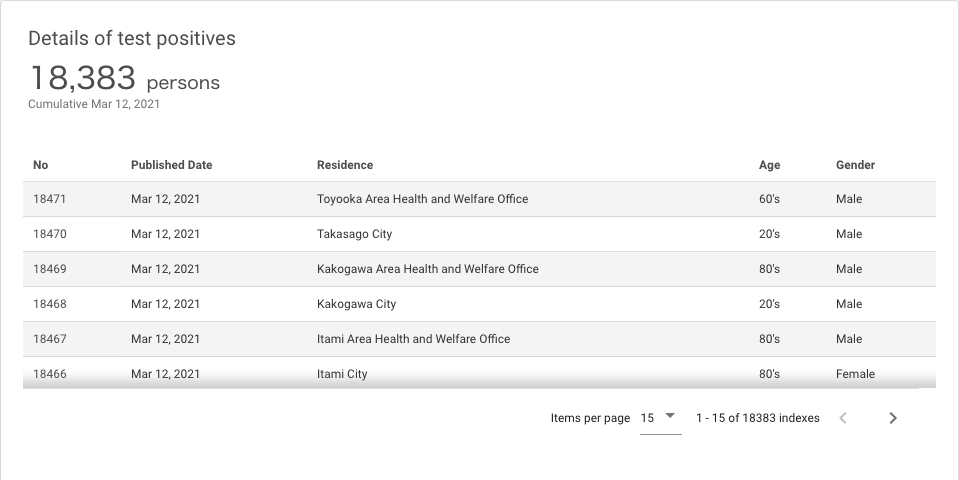 Details of test positives
18,383 persons
Cumulative Mar 12, 2021
No Published Date Residence Age Gender
18471 Mar 12, 2021 Toyooka Area Health and Welfare Office 60's Male
18470 Mar 12, 2021 Takasago City 20's Male
18469 Mar 12, 2021 Kakogawa Area Health and Welfare Office 80's Male
18468 Mar 12, 2021 Kakogawa City 20's Male
18467 Mar 12, 2021 Itami Area Health and Welfare Office 80's Male
18466 Mar 12, 2021 Itami City 80's Female
Items per page 15 1 - 15 of 18383 indexes